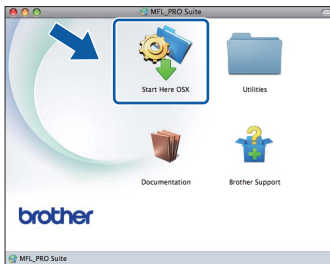 MFL_PRO Suite
Start Here OSX
Utilities
Documentation
Brother Support
brother
MFL_PRO Suite